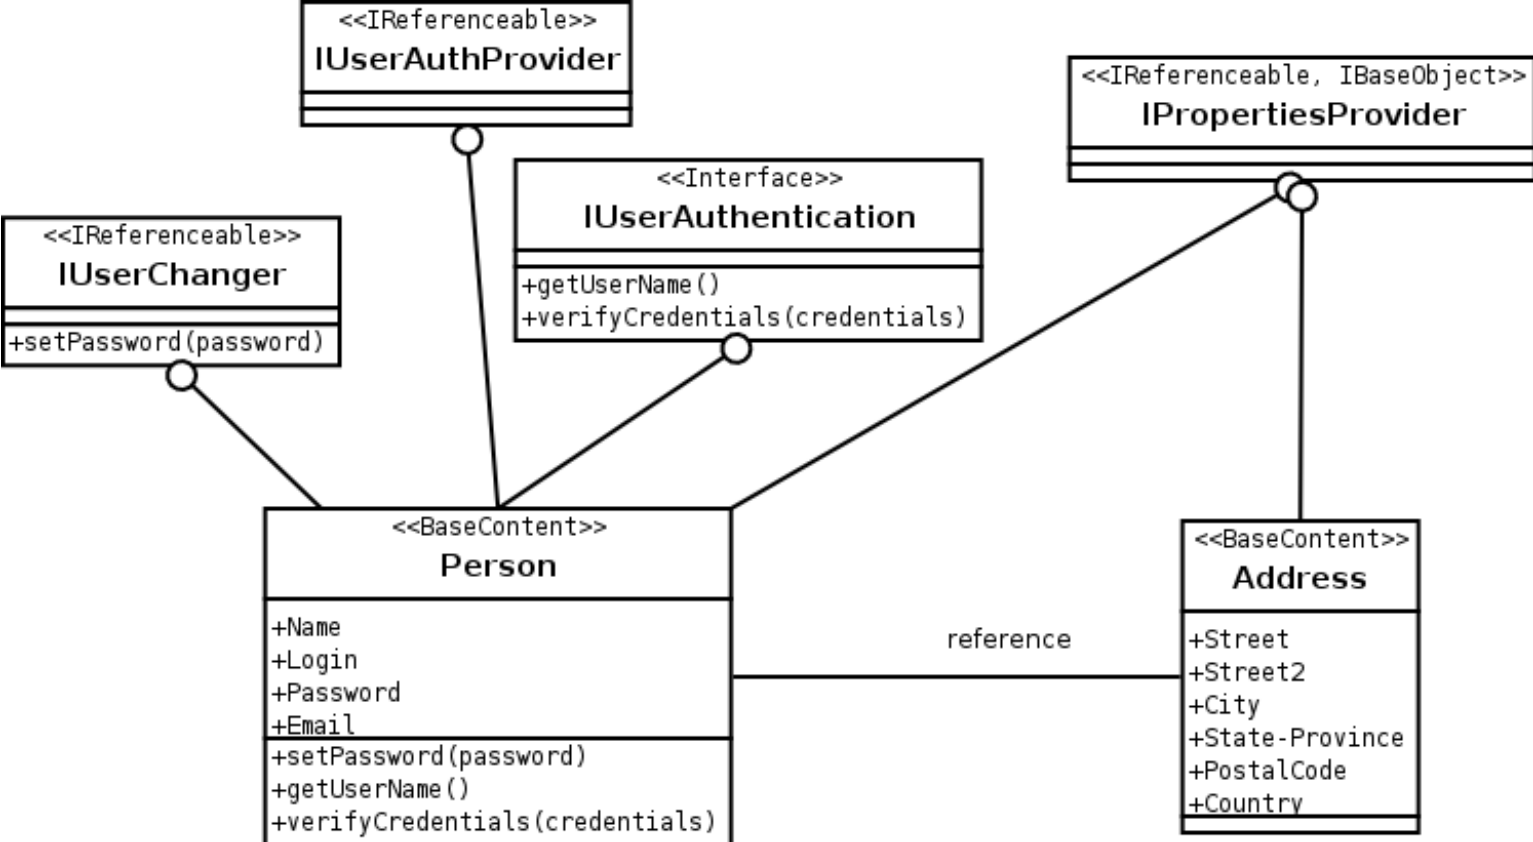 <<IReferenceable>>
IUserAuthProvider
<<IReferenceable, IBaseObject>>
IPropertiesProvider
<<Interface>>
IUserAuthentication
+getUserName()
+verifyCredentials(credentials)
<<IReferenceable>>
IUserChanger
+setPassword(password)
<<BaseContent>>
Person
+Name
+Login
+Password
+Email
+setPassword(password)
+getUserName()
+verifyCredentials(credentials)
reference
<<BaseContent>>
Address
+Street
+Street2
+City
+State-Province
+PostalCode
+Country